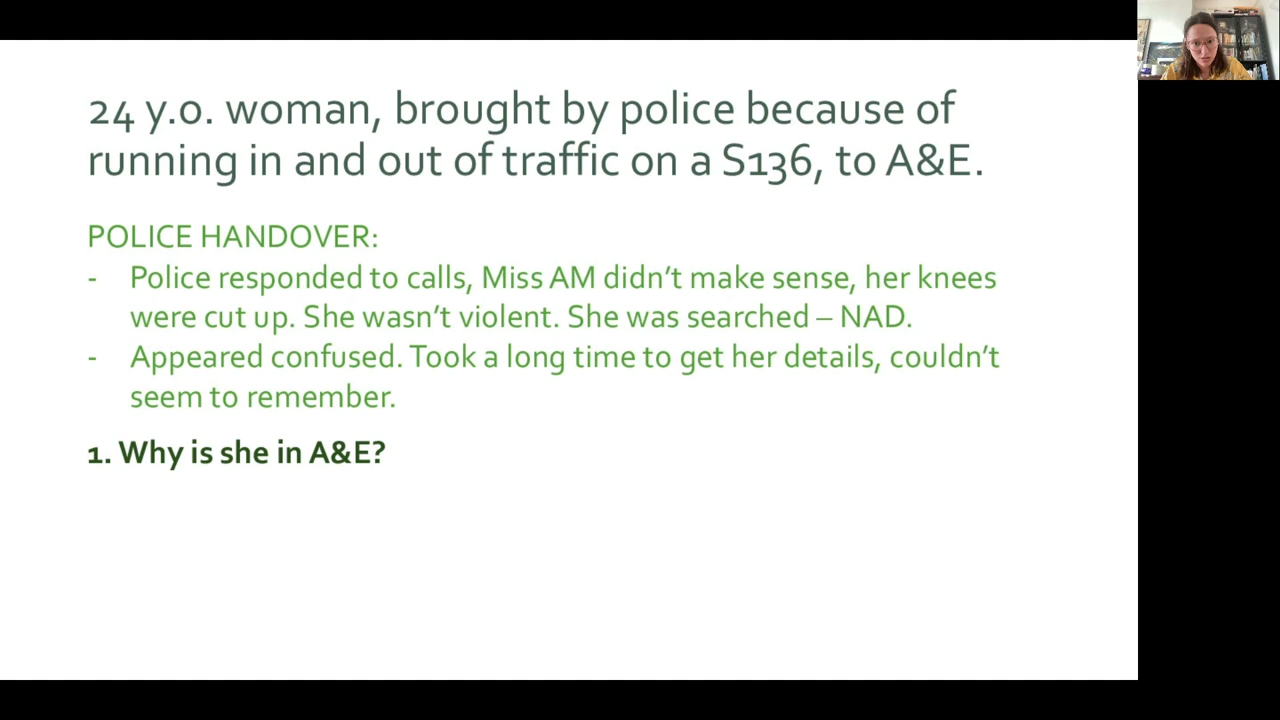 24 y.o. woman, brought by police because of
running in and out of traffic on a S136, to A&E.
POLICE HANDOVER:
- Police responded to calls, Miss AM didn’t make sense, her knees
were cut up. She wasn’t violent. She was searched – NAD.
- Appeared confused. Took a long time to get her details, couldn’t
seem to remember.
1. Why is she in A&E?